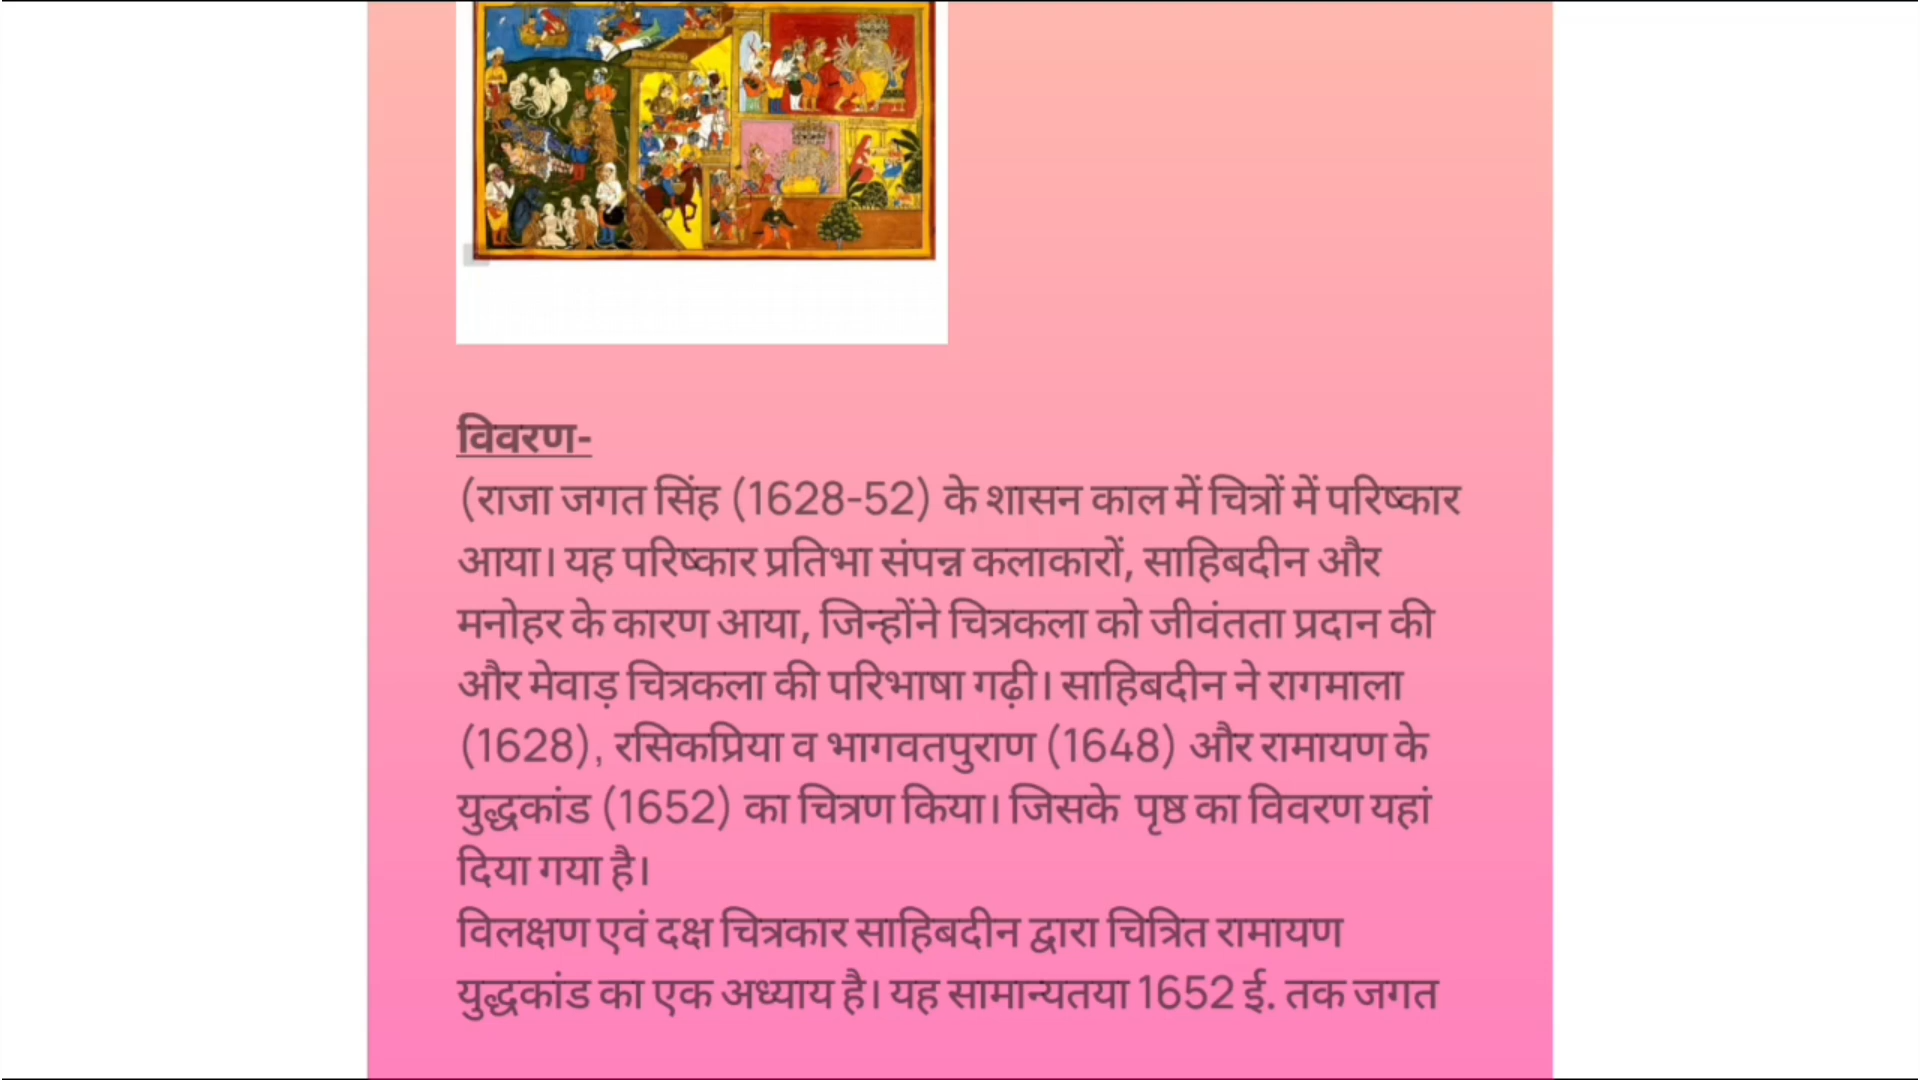 विवरण-
(राजा जगत सिंह (1628-52) के शासन काल में चित्रों में परिष्कार
आया। यह परिष्कार प्रतिभा संपन्न कलाकारों, साहिबदीन और
मनोहर के कारण आया, जिन्होंने चित्रकला को जीवंतता प्रदान की
और मेवाड़ चित्रकला की परिभाषा गढ़ी। साहिबदीन ने रागमाला
(1628), रसिकप्रिया व भागवतपुराण (1648) और रामायण के
युद्धकांड (1652) का चित्रण किया। जिसके पृष्ठ का विवरण यहां
दिया गया है।
विलक्षण एवं दक्ष चित्रकार साहिबदीन द्वारा चित्रित रामायण
युद्धकांड का एक अध्याय है। यह सामान्यतया 1652 ई. तक जगत